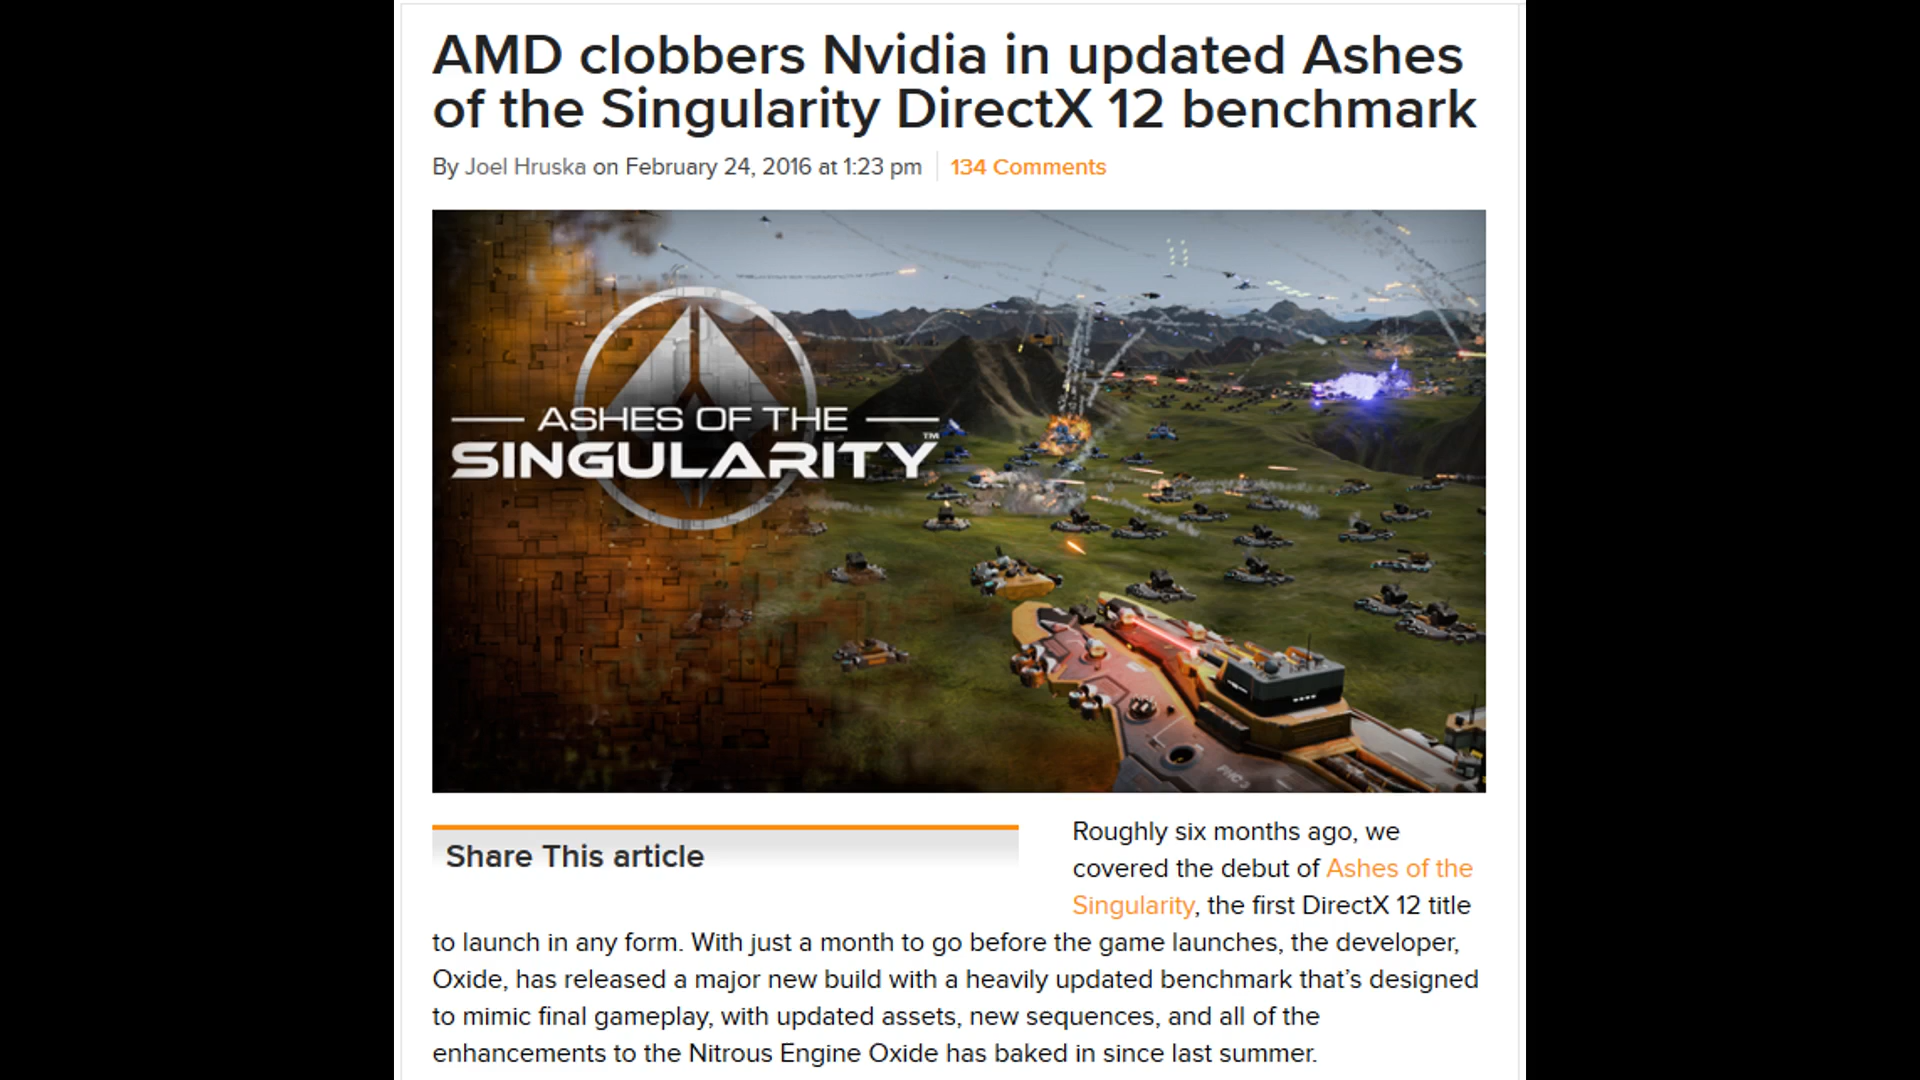 AMD clobbers Nvidia in updated Ashes
of the Singularity DirectX 12 benchmark
By Joel Hruska on February 24, 2016 at 1:23 pm
134 Comments
ASHES OF THE
SINGULARITY™
PHC-3
Share This article
Roughly six months ago, we
covered the debut of Ashes of the
Singularity, the first DirectX 12 title
to launch in any form. With just a month to go before the game launches, the developer,
Oxide, has released a major new build with a heavily updated benchmark that's designed
to mimic final gameplay, with updated assets, new sequences, and all of the
enhancements to the Nitrous Engine Oxide has baked in since last summer.